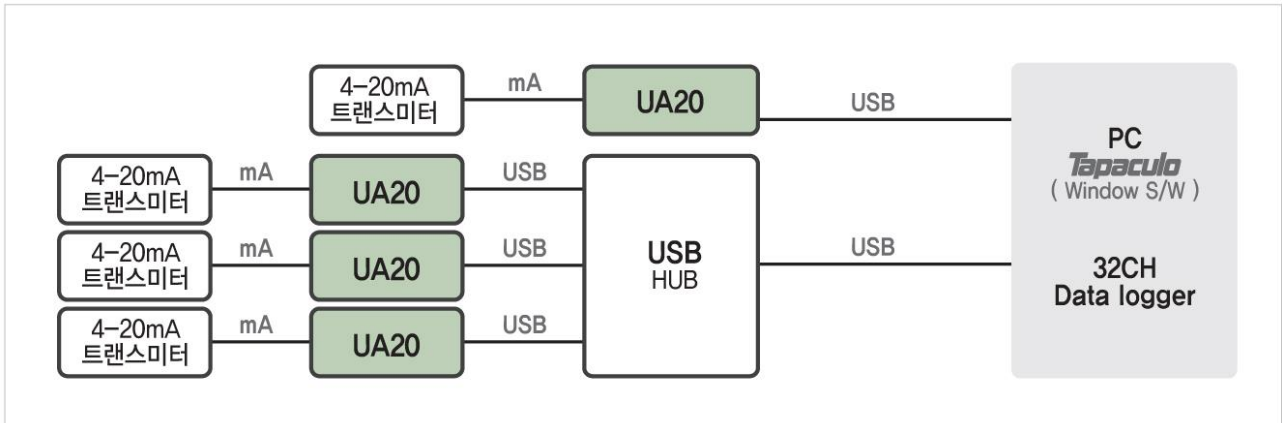 4-20mA
트랜스미터
mA
UA20
USB
4-20mA
트랜스미터
mA
UA20
USB
4-20mA
트랜스미터
mA
UA20
USB
4-20mA
트랜스미터
mA
UA20
USB
USB
HUB
USB
PC
Tapaculo
( Window S/W )
32CH
Data logger